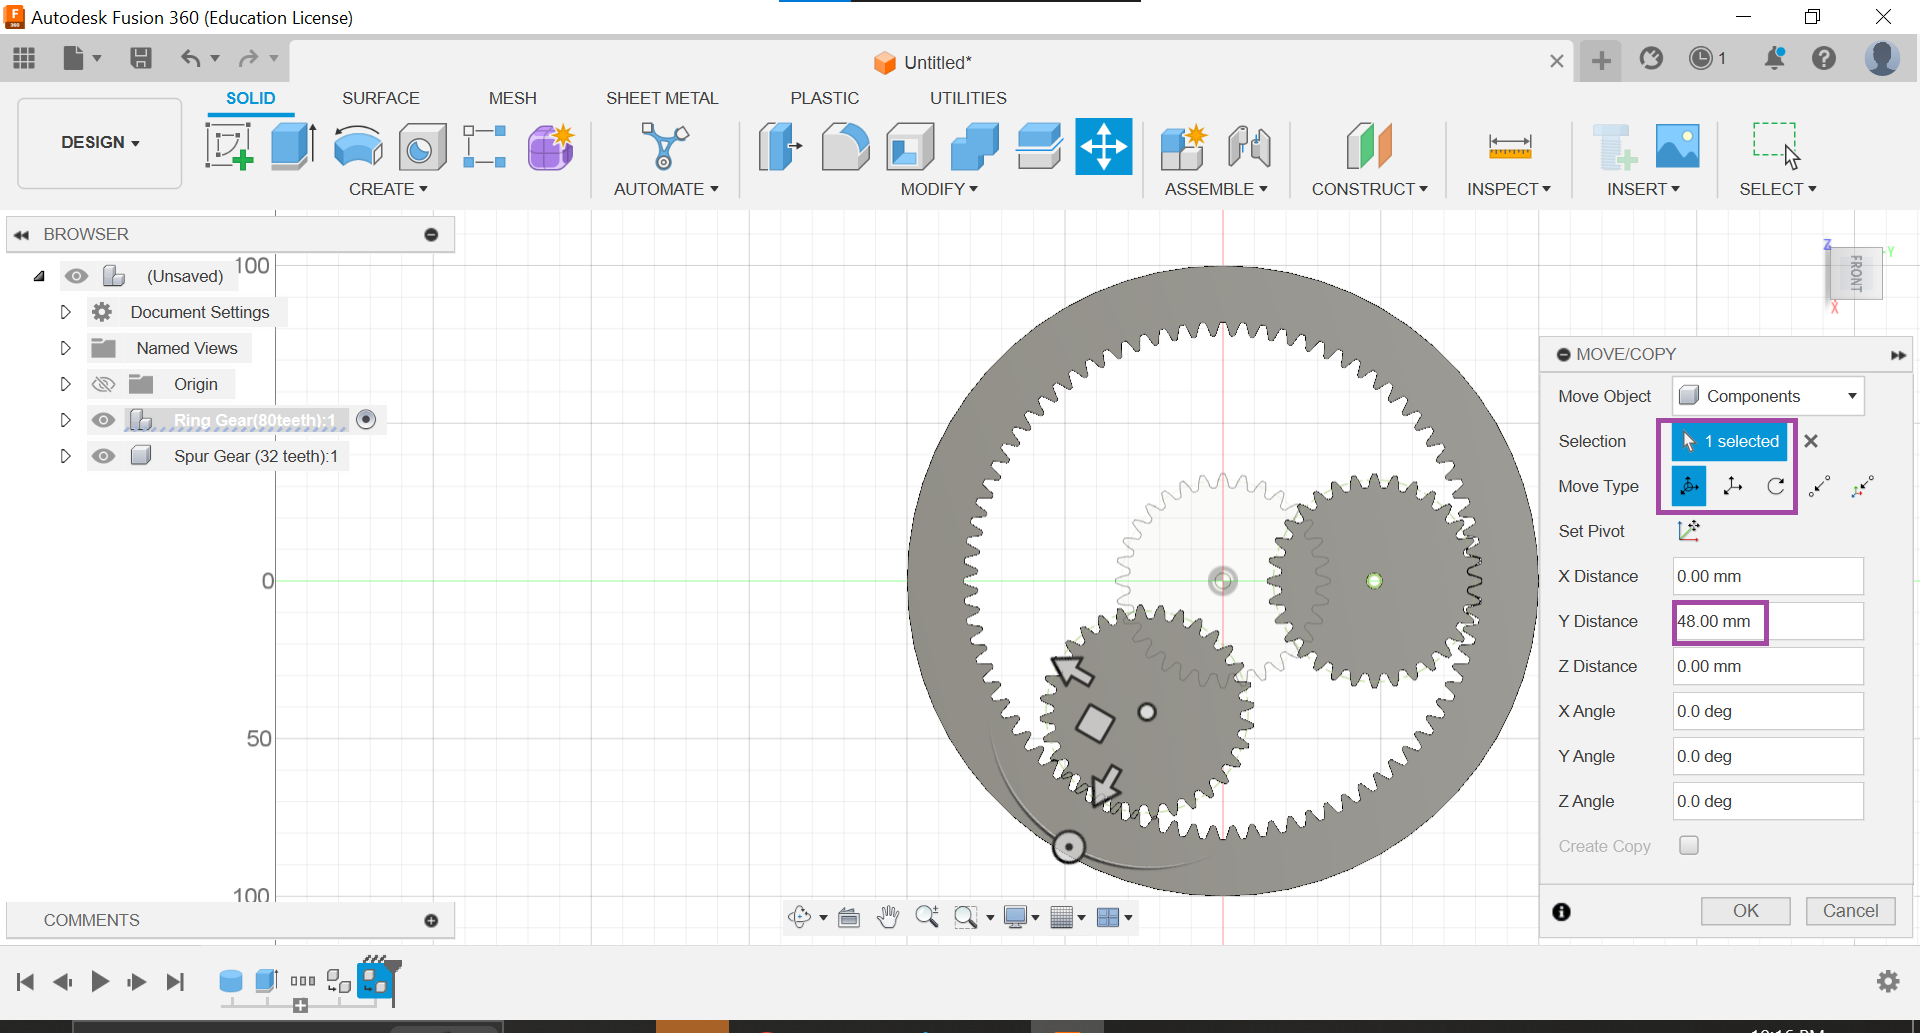 Autodesk Fusion 360 (Education License)
Untitled*
1
SOLID SURFACE MESH SHEET METAL PLASTIC UTILITIES
DESIGN
CREATE AUTOMATE MODIFY ASSEMBLE CONSTRUCT INSPECT INSERT SELECT
BROWSER
(Unsaved)
Document Settings
Named Views
Origin
Ring Gear(80teeth):1
Spur Gear (32 teeth):1
100
0
50
100
Z
Y
FRONT
X
MOVE/COPY
Move Object Components
Selection 1 selected
Move Type
Set Pivot
X Distance 0.00 mm
Y Distance 48.00 mm
Z Distance 0.00 mm
X Angle 0.0 deg
Y Angle 0.0 deg
Z Angle 0.0 deg
Create Copy
OK Cancel
COMMENTS